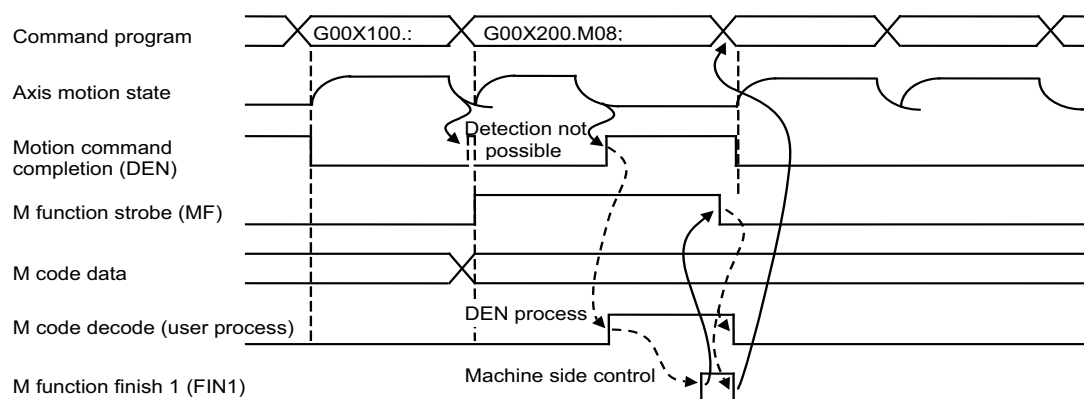 Command program
G00X100.:
G00X200.M08;
Axis motion state
Motion command
completion (DEN)
Detection not
possible
M function strobe (MF)
M code data
M code decode (user process)
DEN process
M function finish 1 (FIN1)
Machine side control